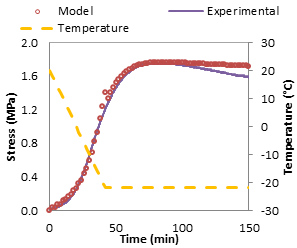 Model Experimental
Temperature
2.0 30
20
1.6
10
1.2 0
0.8 -10
-20
0.4
-30
0.0 -30
0 50 100 150
Time (min)
Stress (MPa)
Temperature (°C)